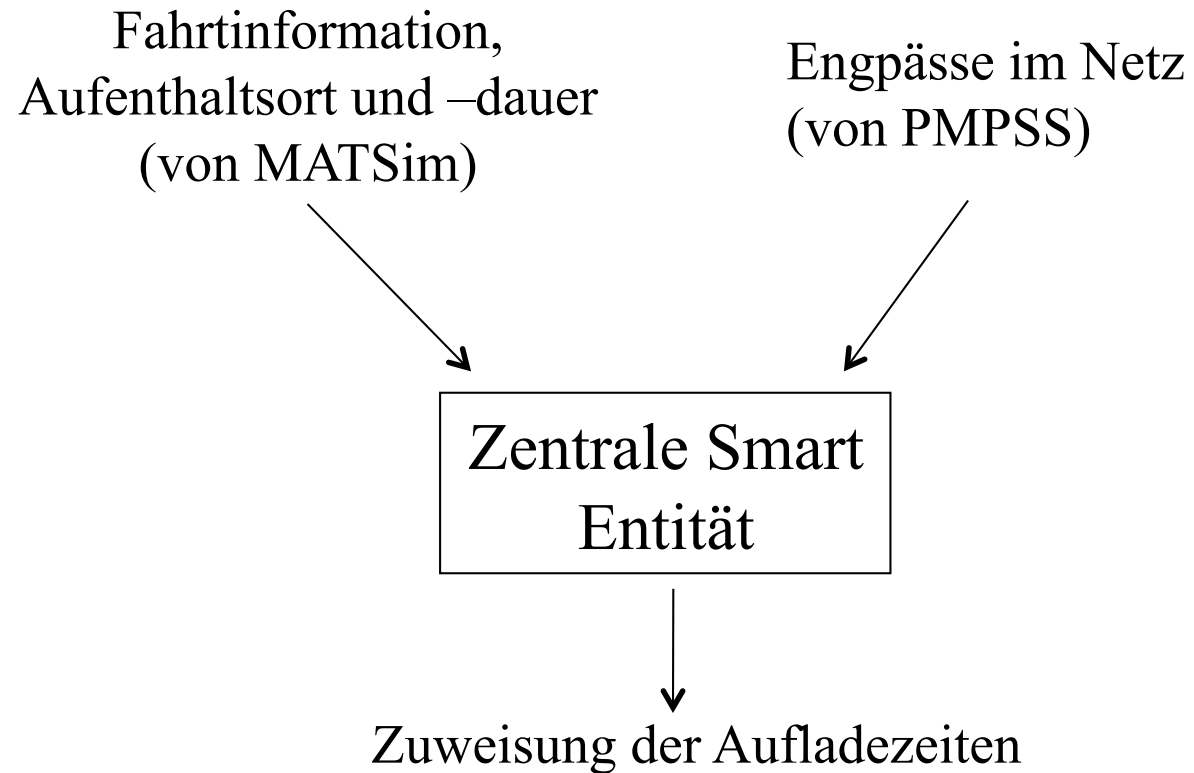 Fahrtinformation,
Aufenthaltsort und –dauer
(von MATSim)
Engpässe im Netz
(von PMPSS)
Zentrale Smart
Entität
Zuweisung der Aufladezeiten